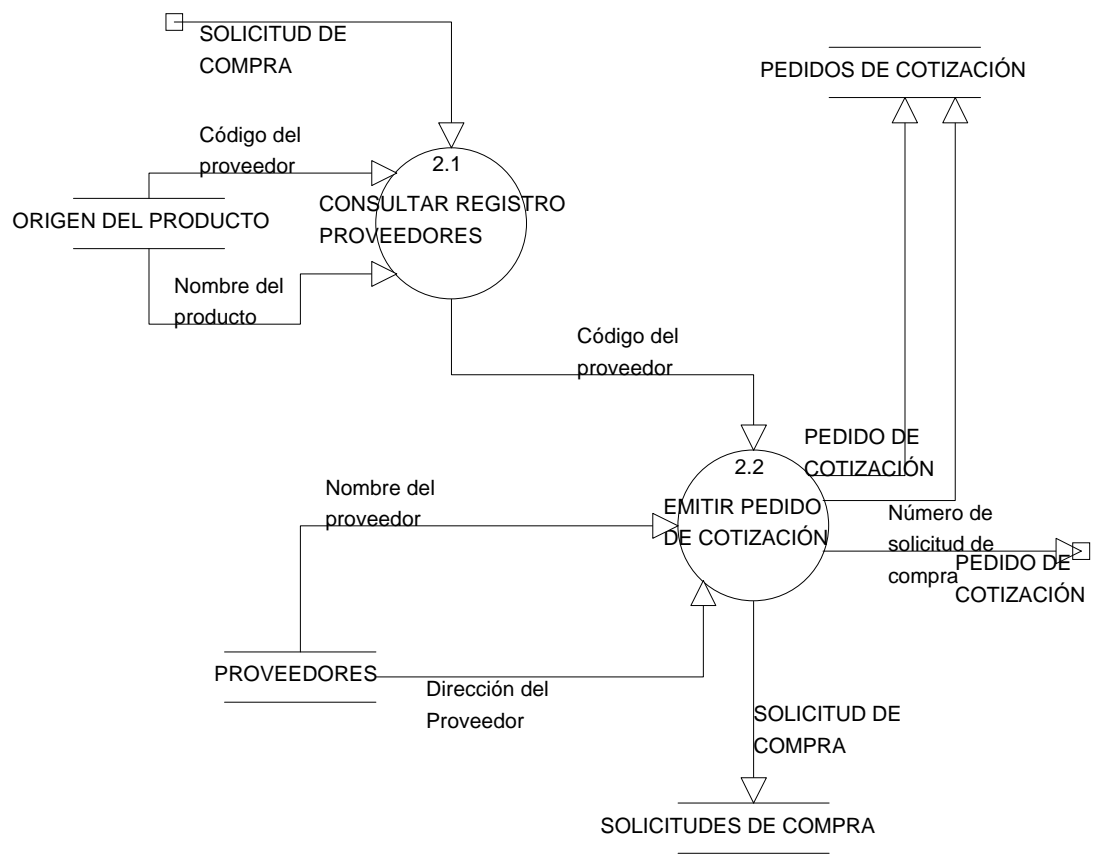 SOLICITUD DE
COMPRA
PEDIDOS DE COTIZACIÓN
Código del
proveedor
2.1
CONSULTAR REGISTRO
PROVEEDORES
ORIGEN DEL PRODUCTO
Nombre del
producto
Código del
proveedor
PEDIDO DE
COTIZACIÓN
2.2
EMITIR PEDIDO
DE COTIZACIÓN
Nombre del
proveedor
Número de
solicitud de
compra
PEDIDO DE
COTIZACIÓN
PROVEEDORES
Dirección del
Proveedor
SOLICITUD DE
COMPRA
SOLICITUDES DE COMPRA